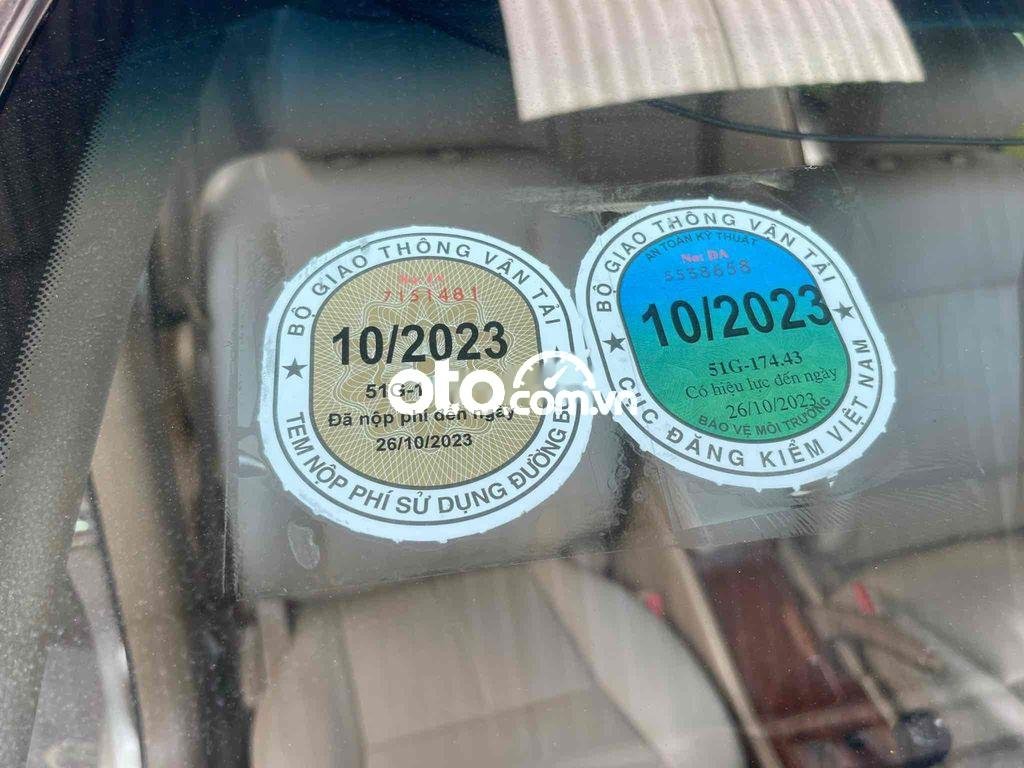 BỘ GIAO THÔNG VẬN TẢI
7151481
10/2023
51G-1
Đã nộp phí đến ngày
26/10/2023
TEM NỘP PHÍ SỬ DỤNG ĐƯỜNG BỘ
BỘ GIAO THÔNG VẬN TẢI
AN TOÀN KỸ THUẬT
No: DA
5538658
10/2023
51G-174.43
Có hiệu lực đến ngày
26/10/2023
BẢO VỆ MÔI TRƯỜNG
CỤC ĐĂNG KIỂM VIỆT NAM
oto.com.vn